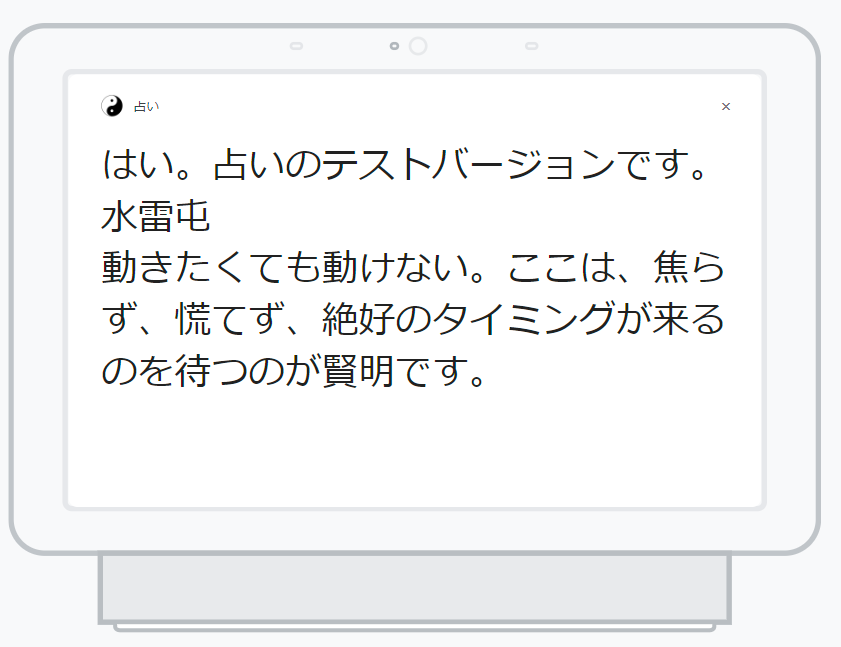 占い
はい。占いのテストバージョンです。
水雷屯
動きたくても動けない。ここは、焦ら
ず、慌てず、絶好のタイミングが来る
のを待つのが賢明です。